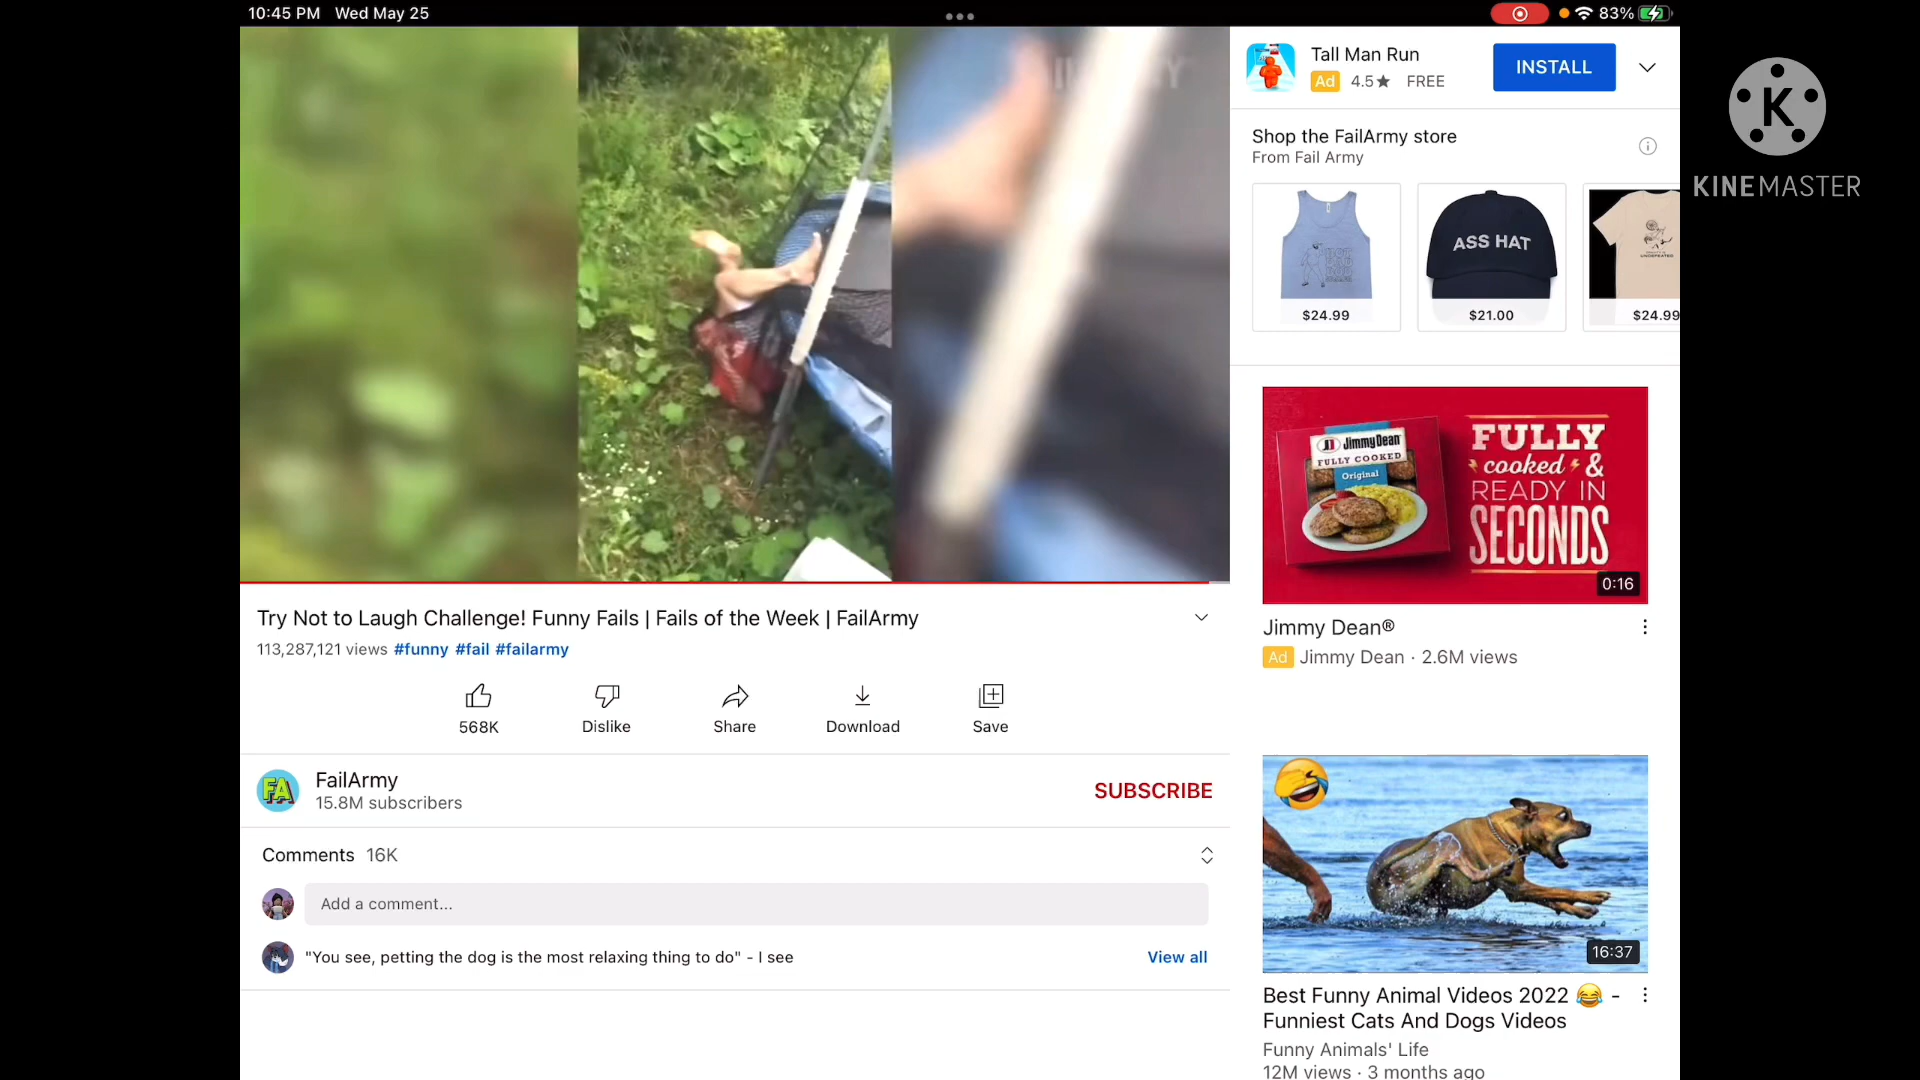 10:45 PM Wed May 25
83%
Tall Man Run
Ad 4.5★ FREE
INSTALL
KINEMASTER
Shop the FailArmy store
From Fail Army
ASS HAT
UNDEFEATED
$24.99
$21.00
$24.99
Jimmy Dean
FULLY COOKED
Original
FULLY
cooked &
READY IN
SECONDS
0:16
Jimmy Dean®
Ad Jimmy Dean · 2.6M views
Try Not to Laugh Challenge! Funny Fails | Fails of the Week | FailArmy
113,287,121 views #funny #fail #failarmy
568K
Dislike
Share
Download
Save
FA
FailArmy
15.8M subscribers
SUBSCRIBE
Comments 16K
Add a comment...
"You see, petting the dog is the most relaxing thing to do" - I see
View all
16:37
Best Funny Animal Videos 2022 😂 -
Funniest Cats And Dogs Videos
Funny Animals' Life
12M views · 3 months ago